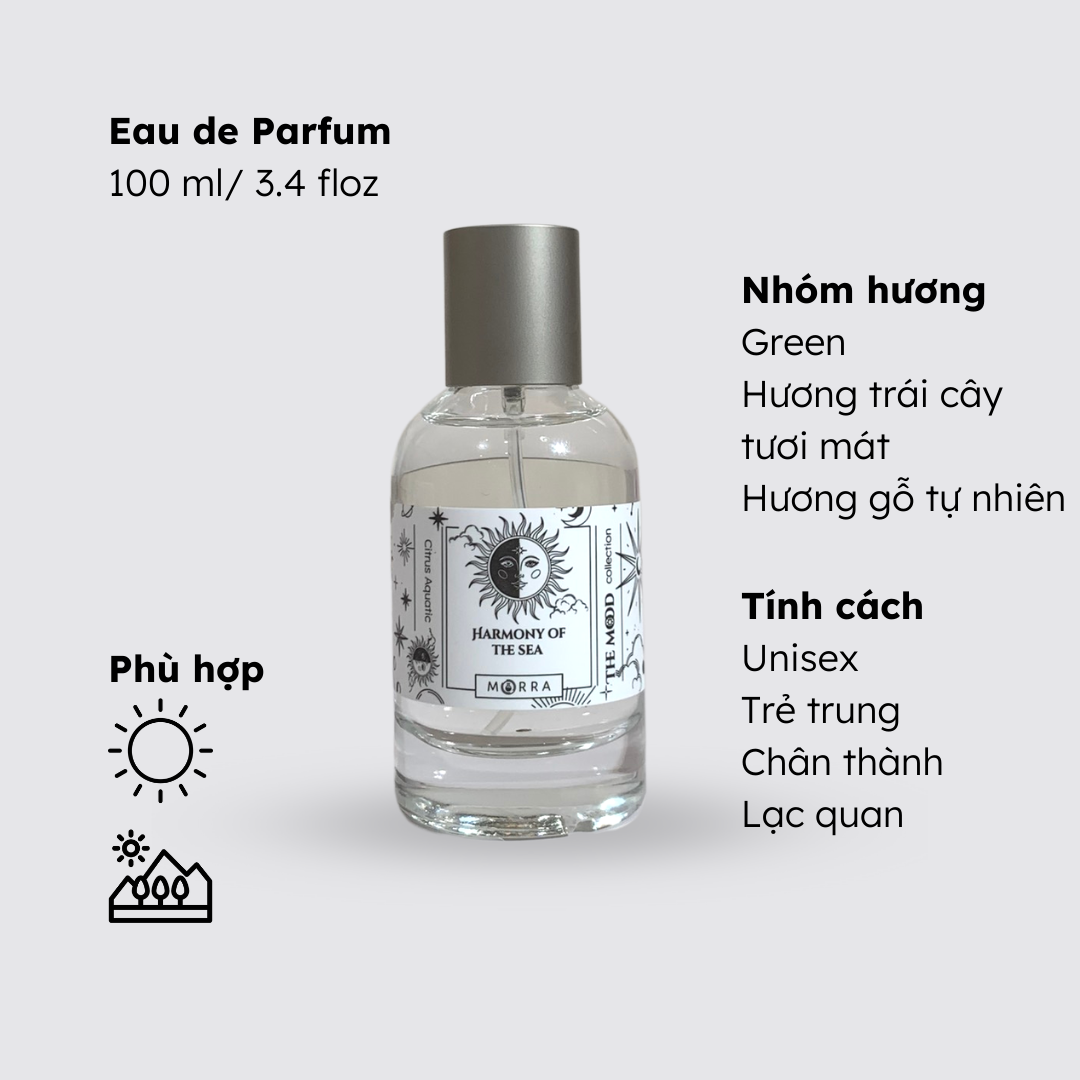 Eau de Parfum
100 ml/ 3.4 floz
Nhóm hương
Green
Hương trái cây
tươi mát
Hương gỗ tự nhiên
Tính cách
Unisex
Trẻ trung
Chân thành
Lạc quan
Phù hợp
Citrus Aquatic
HARMONY OF
THE SEA
MORRA
THE MOOD collection